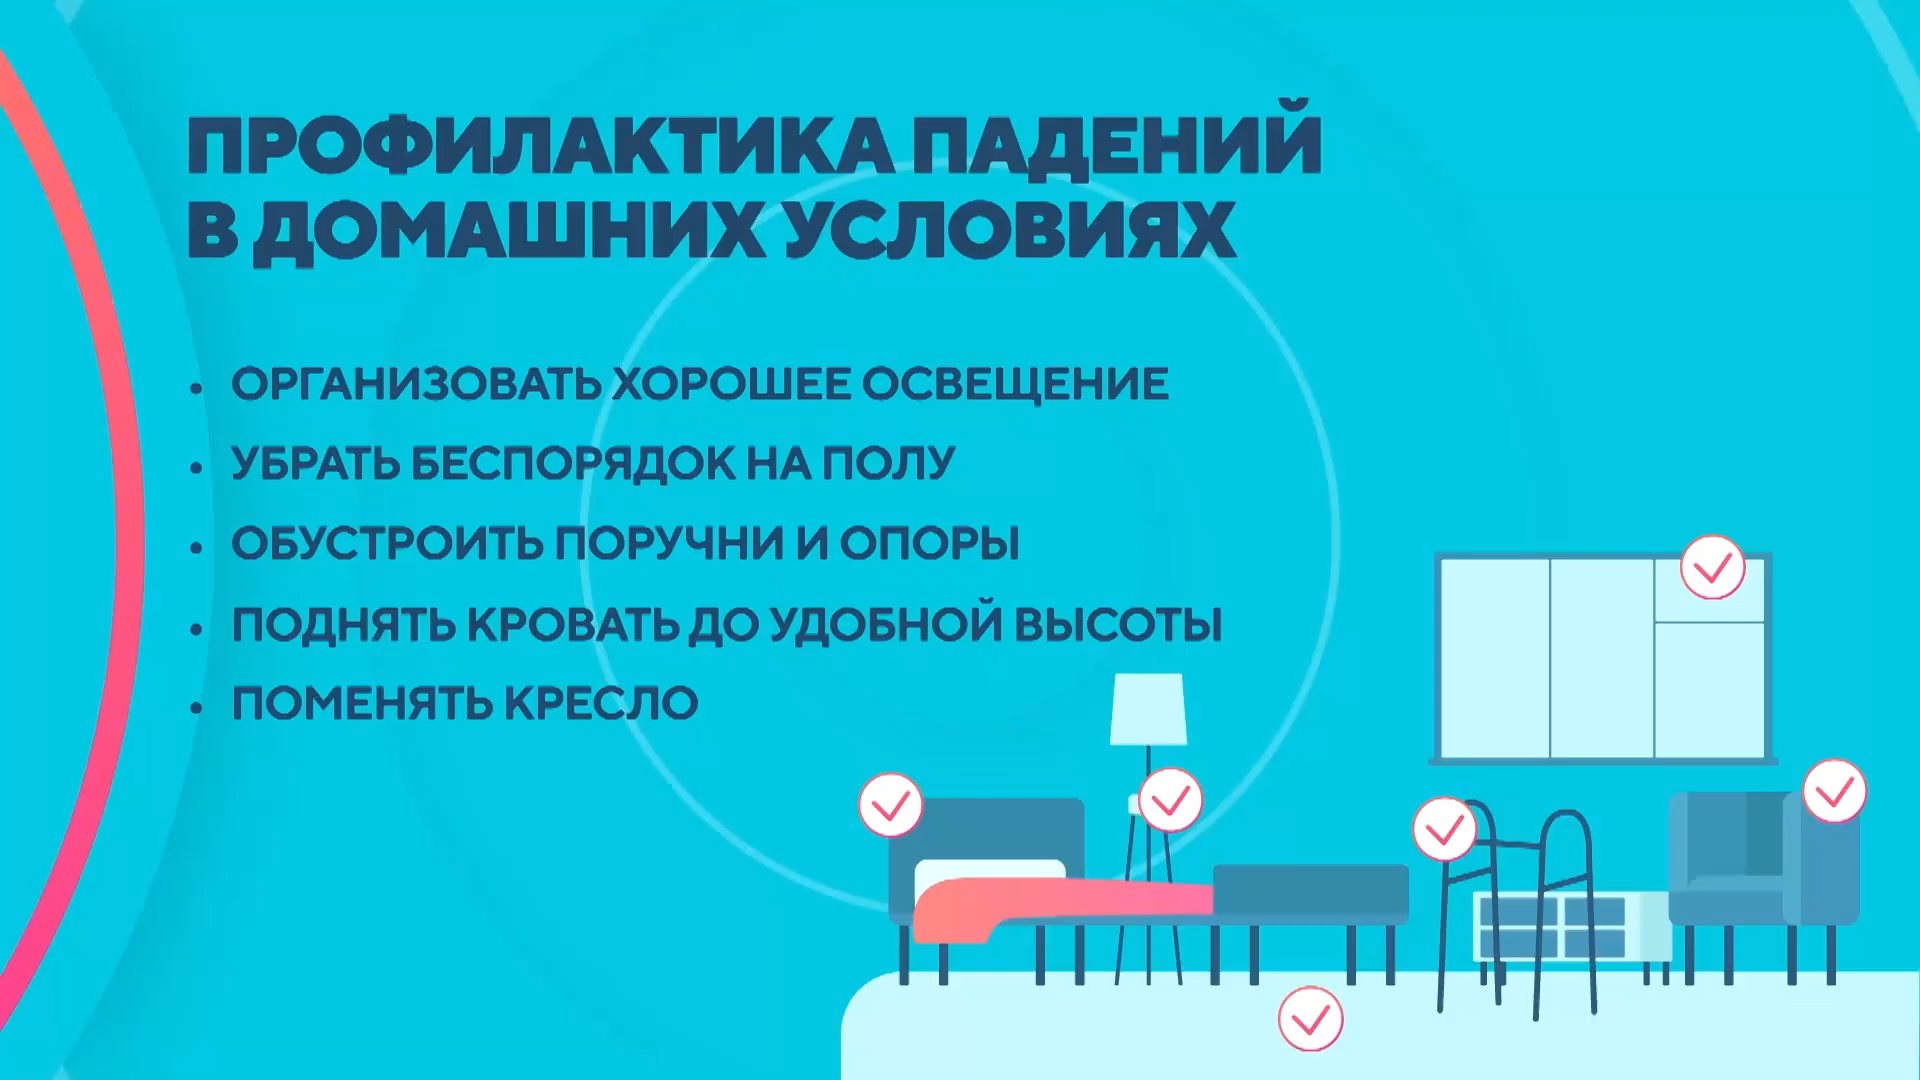 ПРОФИЛАКТИКА ПАДЕНИЙ
В ДОМАШНИХ УСЛОВИЯХ
• ОРГАНИЗОВАТЬ ХОРОШЕЕ ОСВЕЩЕНИЕ
• УБРАТЬ БЕСПОРЯДОК НА ПОЛУ
• ОБУСТРОИТЬ ПОРУЧНИ И ОПОРЫ
• ПОДНЯТЬ КРОВАТЬ ДО УДОБНОЙ ВЫСОТЫ
• ПОМЕНЯТЬ КРЕСЛО